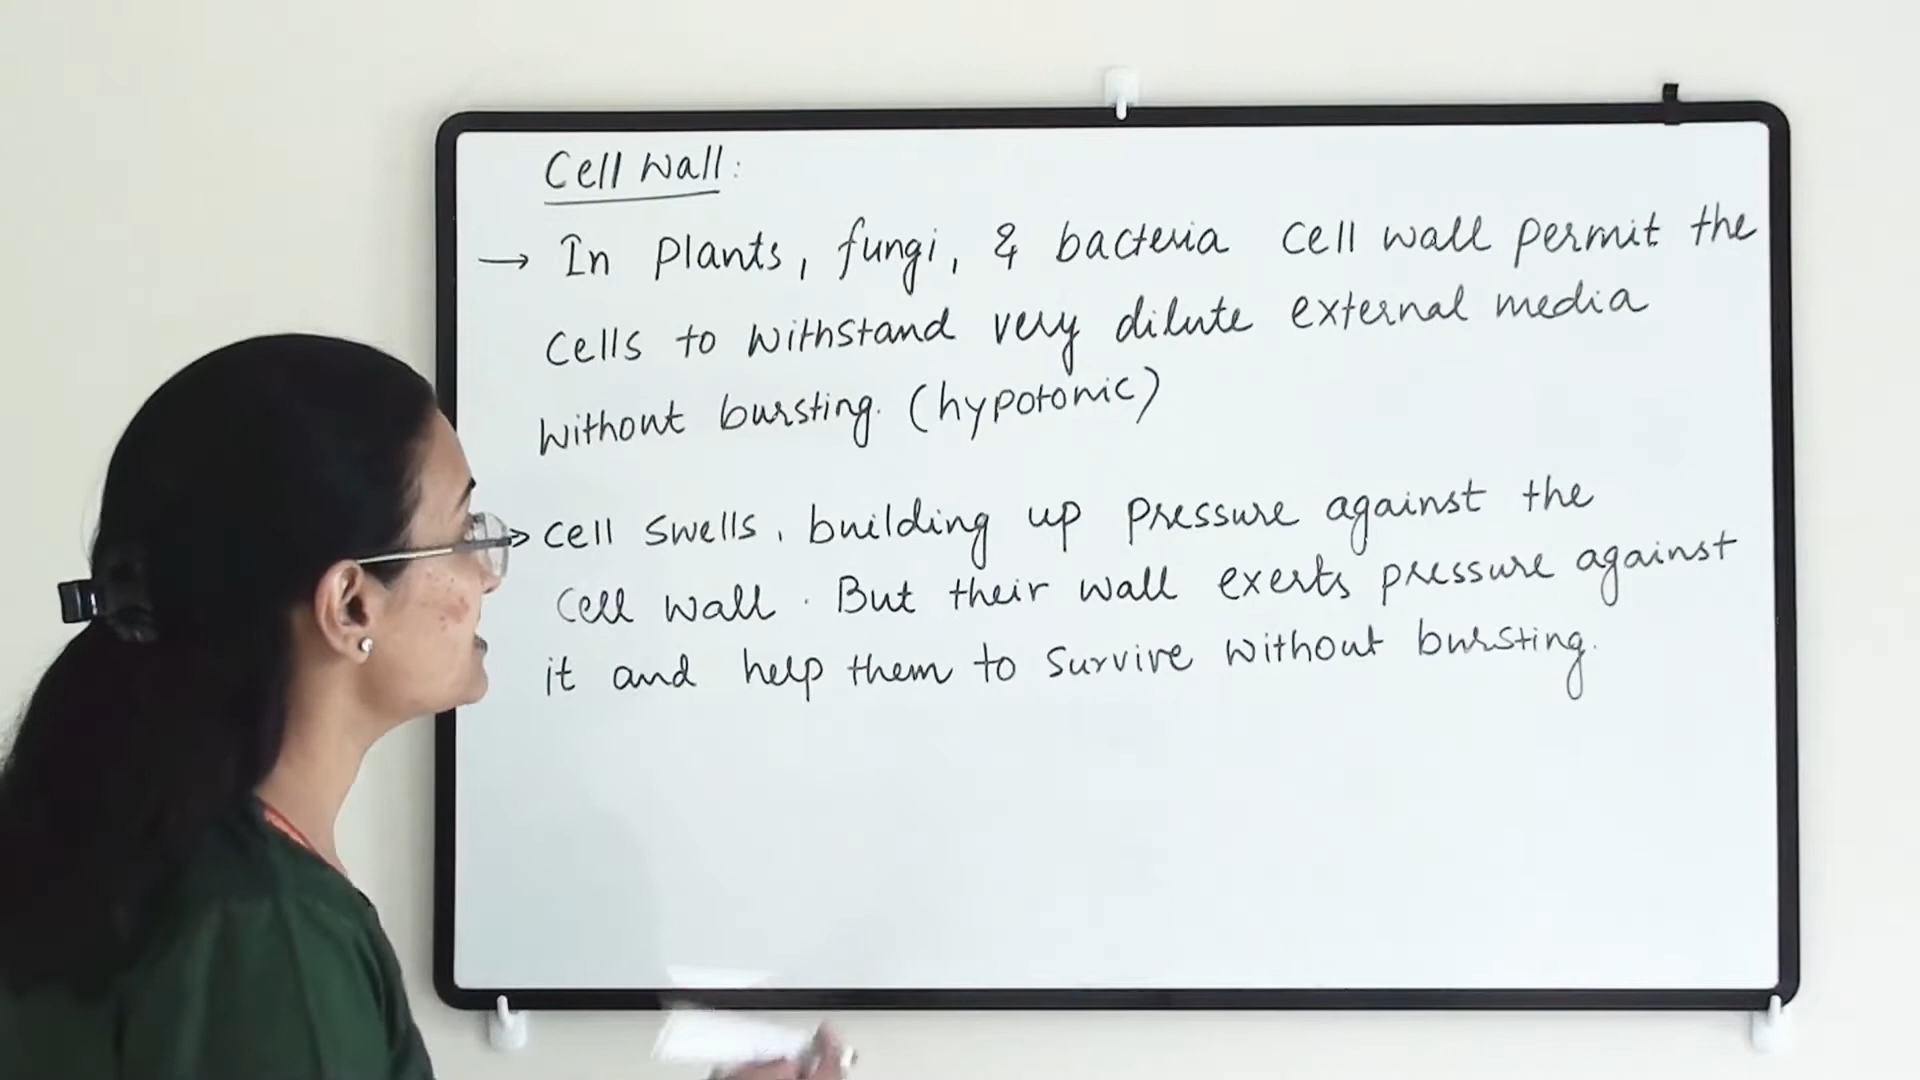 Cell Wall:
→ In plants, fungi, & bacteria cell wall permit the
cells to withstand very dilute external media
without bursting. (hypotonic)
> cell swells, building up pressure against the
cell wall. But their wall exerts pressure against
it and help them to survive without bursting.